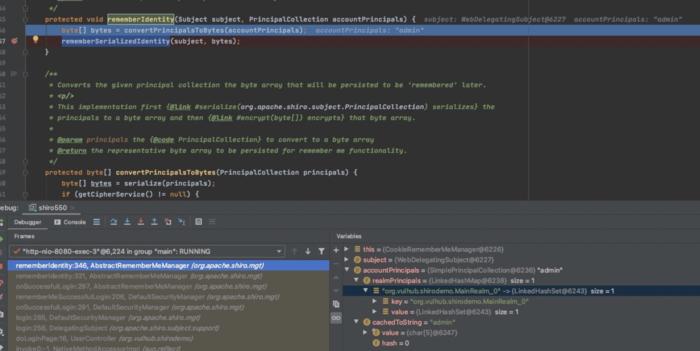 */
protected void rememberIdentity(Subject subject, PrincipalCollection accountPrincipals) { subject: WebDelegatingSubject@6227 accountPrincipals: "admin"
byte[] bytes = convertPrincipalsToBytes(accountPrincipals); accountPrincipals: "admin"
rememberSerializedIdentity(subject, bytes);
}
/**
* Converts the given principal collection the byte array that will be persisted to be 'remembered' later.
* <p/>
* This implementation first {@link #serialize(org.apache.shiro.subject.PrincipalCollection) serializes} the
* principals to a byte array and then {@link #encrypt(byte[]) encrypts} that byte array.
*
* @param principals the {@code PrincipalCollection} to convert to a byte array
* @return the representative byte array to be persisted for remember me functionality.
*/
protected byte[] convertPrincipalsToBytes(PrincipalCollection principals) {
byte[] bytes = serialize(principals);
if (getCipherService() != null) {
ebug: shiro550
Debugger Console
Frames
"http-nio-8080-exec-3"@6,224 in group "main": RUNNING
rememberIdentity:346, AbstractRememberMeManager (org.apache.shiro.mgt)
rememberIdentity:321, AbstractRememberMeManager (org.apache.shiro.mgt)
onSuccessfulLogin:297, AbstractRememberMeManager (org.apache.shiro.mgt)
rememberMeSuccessfulLogin:206, DefaultSecurityManager (org.apache.shiro.mgt)
onSuccessfulLogin:291, DefaultSecurityManager (org.apache.shiro.mgt)
login:285, DefaultSecurityManager (org.apache.shiro.mgt)
login:256, DelegatingSubject (org.apache.shiro.subject.support)
doLoginPage:16, UserController (org.vulhub.shirodemo)
invoke0:-1, NativeMethodAccessorImpl (sun.reflect)
Variables
this = {CookieRememberMeManager@6226}
subject = {WebDelegatingSubject@6227}
accountPrincipals = {SimplePrincipalCollection@6236} "admin"
realmPrincipals = {LinkedHashMap@6238} size = 1
"org.vulhub.shirodemo.MainRealm_0" -> {LinkedHashSet@6243} size = 1
key = "org.vulhub.shirodemo.MainRealm_0"
value = {LinkedHashSet@6243} size = 1
cachedToString = "admin"
value = {char[5]@6247}
hash = 0